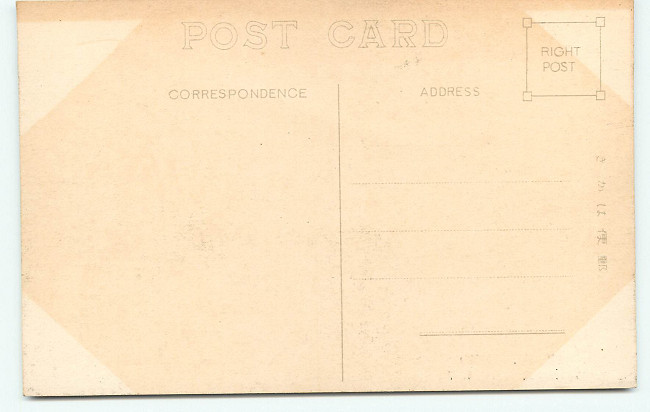 POST CARD
CORRESPONDENCE
ADDRESS
RIGHT
POST